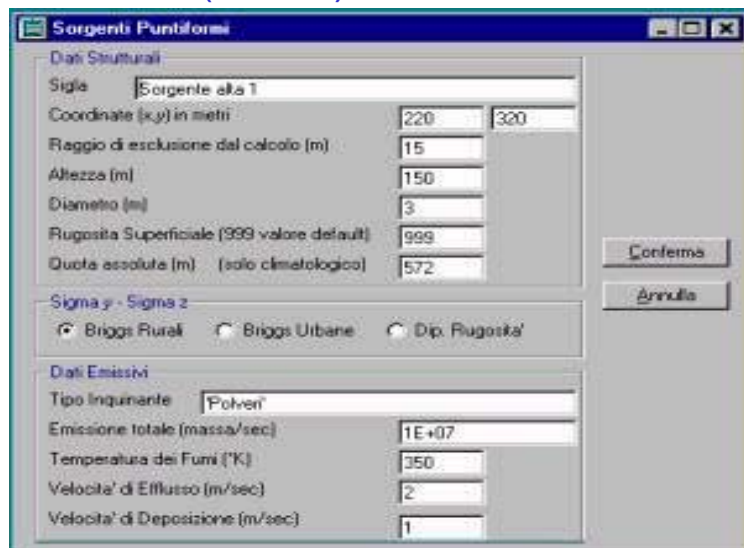 Sorgenti Puntiformi
Dati Strutturali
Sigla Sorgente alta 1
Coordinate (x,y) in metri 220 320
Raggio di esclusione dal calcolo (m) 15
Altezza (m) 150
Diametro (m) 3
Rugosita Superficiale (999 valore default) 999
Quota assoluta (m) (solo climatologico) 572
Conferma
Annulla
Sigma y - Sigma z
Briggs Rurali Briggs Urbane Dip. Rugosita'
Dati Emissivi
Tipo Inquinante 'Polveri'
Emissione totale (massa/sec) 1E+07
Temperatura dei Fumi (°K) 350
Velocita' di Efflusso (m/sec) 2
Velocita' di Deposizione (m/sec) 1